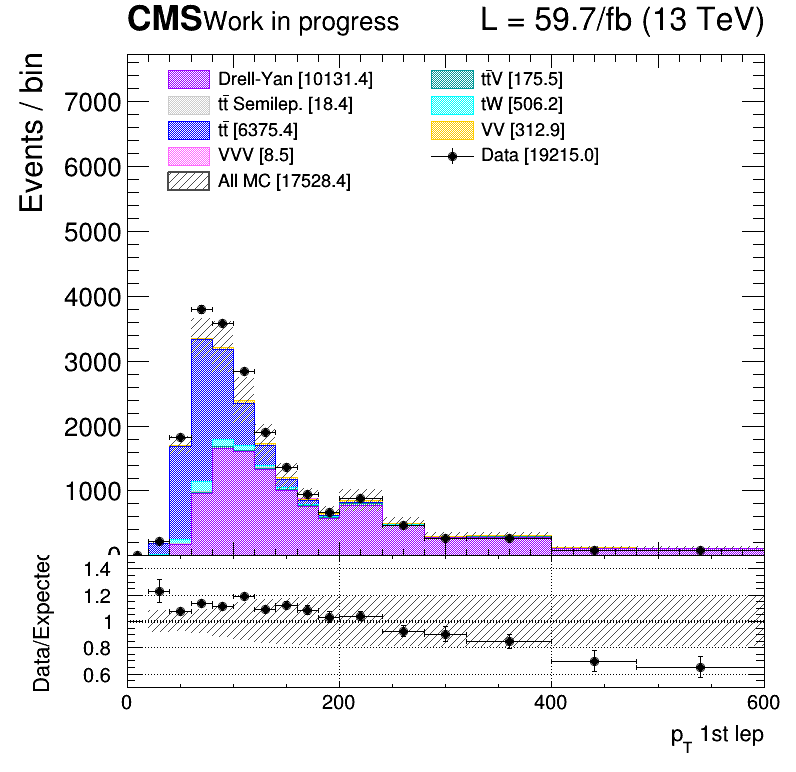 CMS Work in progress L = 59.7/fb (13 TeV)
Events / bin
Drell-Yan [10131.4]
tt̄ Semilep. [18.4]
tt̄ [6375.4]
VVV [8.5]
All MC [17528.4]
tt̄V [175.5]
tW [506.2]
VV [312.9]
Data [19215.0]
7000
6000
5000
4000
3000
2000
1000
0
Data/Expected
1.4
1.2
1
0.8
0.6
0 200 400 600
p_T 1st lep